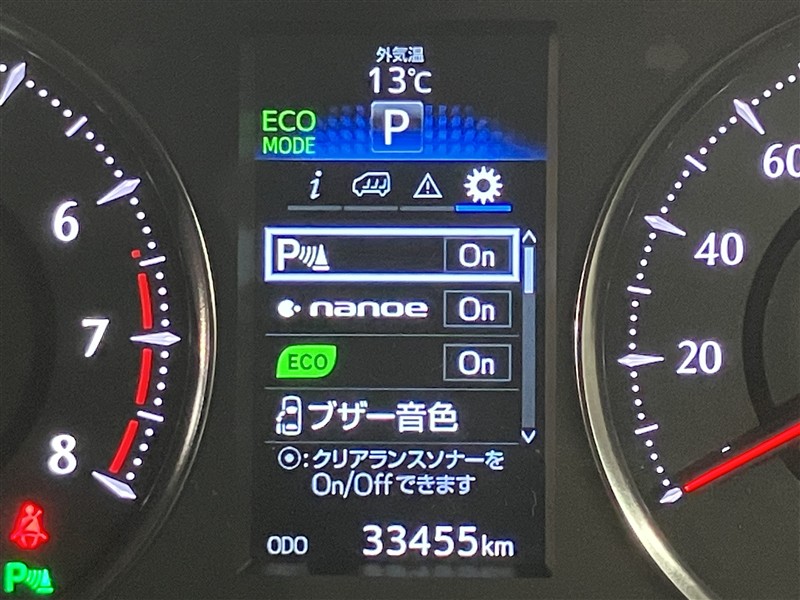 外気温
13℃
ECO
MODE
P
i
P On
nanoe On
ECO On
ブザー音色
:クリアランスソナーを
On/Offできます
ODO 33455km
6
7
8
P
60
40
20